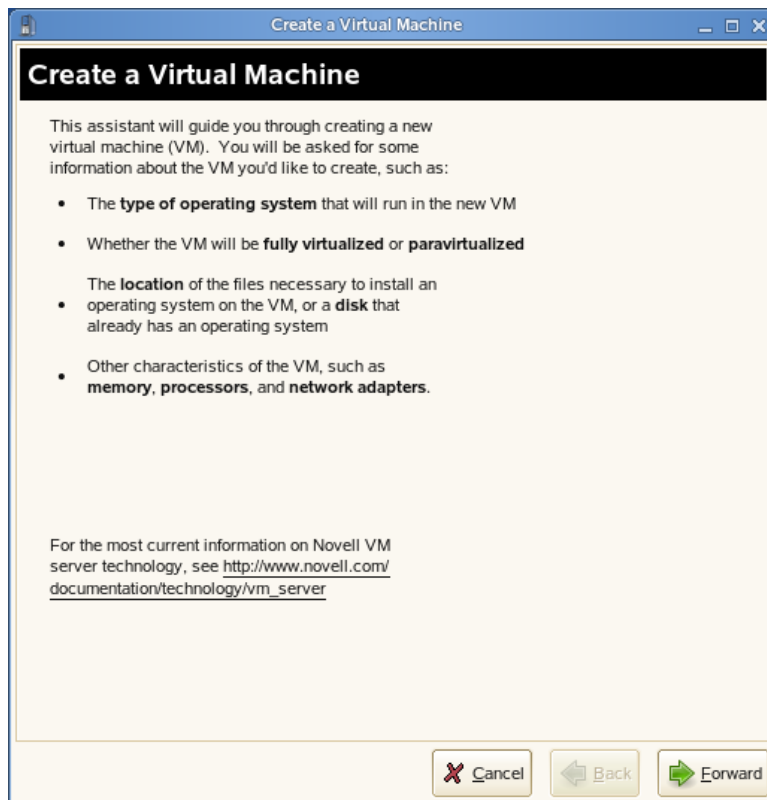 Create a Virtual Machine
Create a Virtual Machine
This assistant will guide you through creating a new
virtual machine (VM).  You will be asked for some
information about the VM you'd like to create, such as:
• The type of operating system that will run in the new VM
• Whether the VM will be fully virtualized or paravirtualized
The location of the files necessary to install an
• operating system on the VM, or a disk that
already has an operating system
• Other characteristics of the VM, such as
memory, processors, and network adapters.
For the most current information on Novell VM
server technology, see http://www.novell.com/
documentation/technology/vm_server
Cancel
Back
Forward